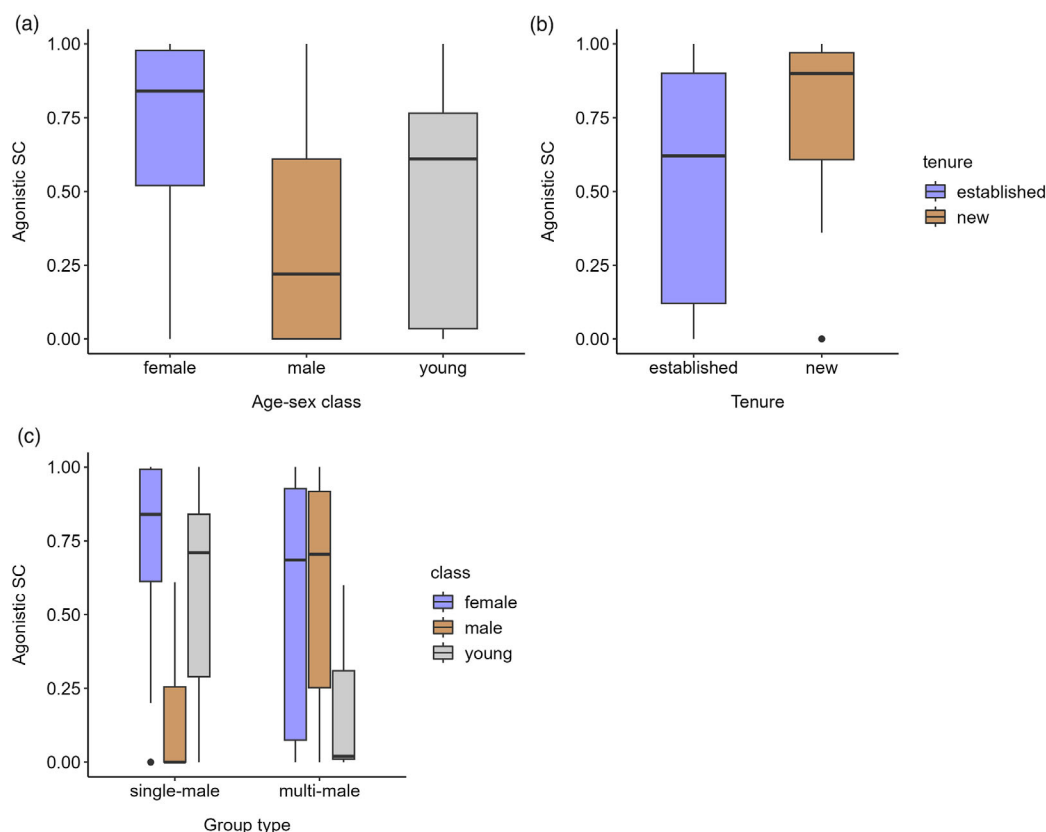 (a)
Agonistic SC
1.00
0.75
0.50
0.25
0.00
female male young
Age-sex class
(b)
Agonistic SC
1.00
0.75
0.50
0.25
0.00
established new
Tenure
tenure
established
new
(c)
Agonistic SC
1.00
0.75
0.50
0.25
0.00
single-male multi-male
Group type
class
female
male
young